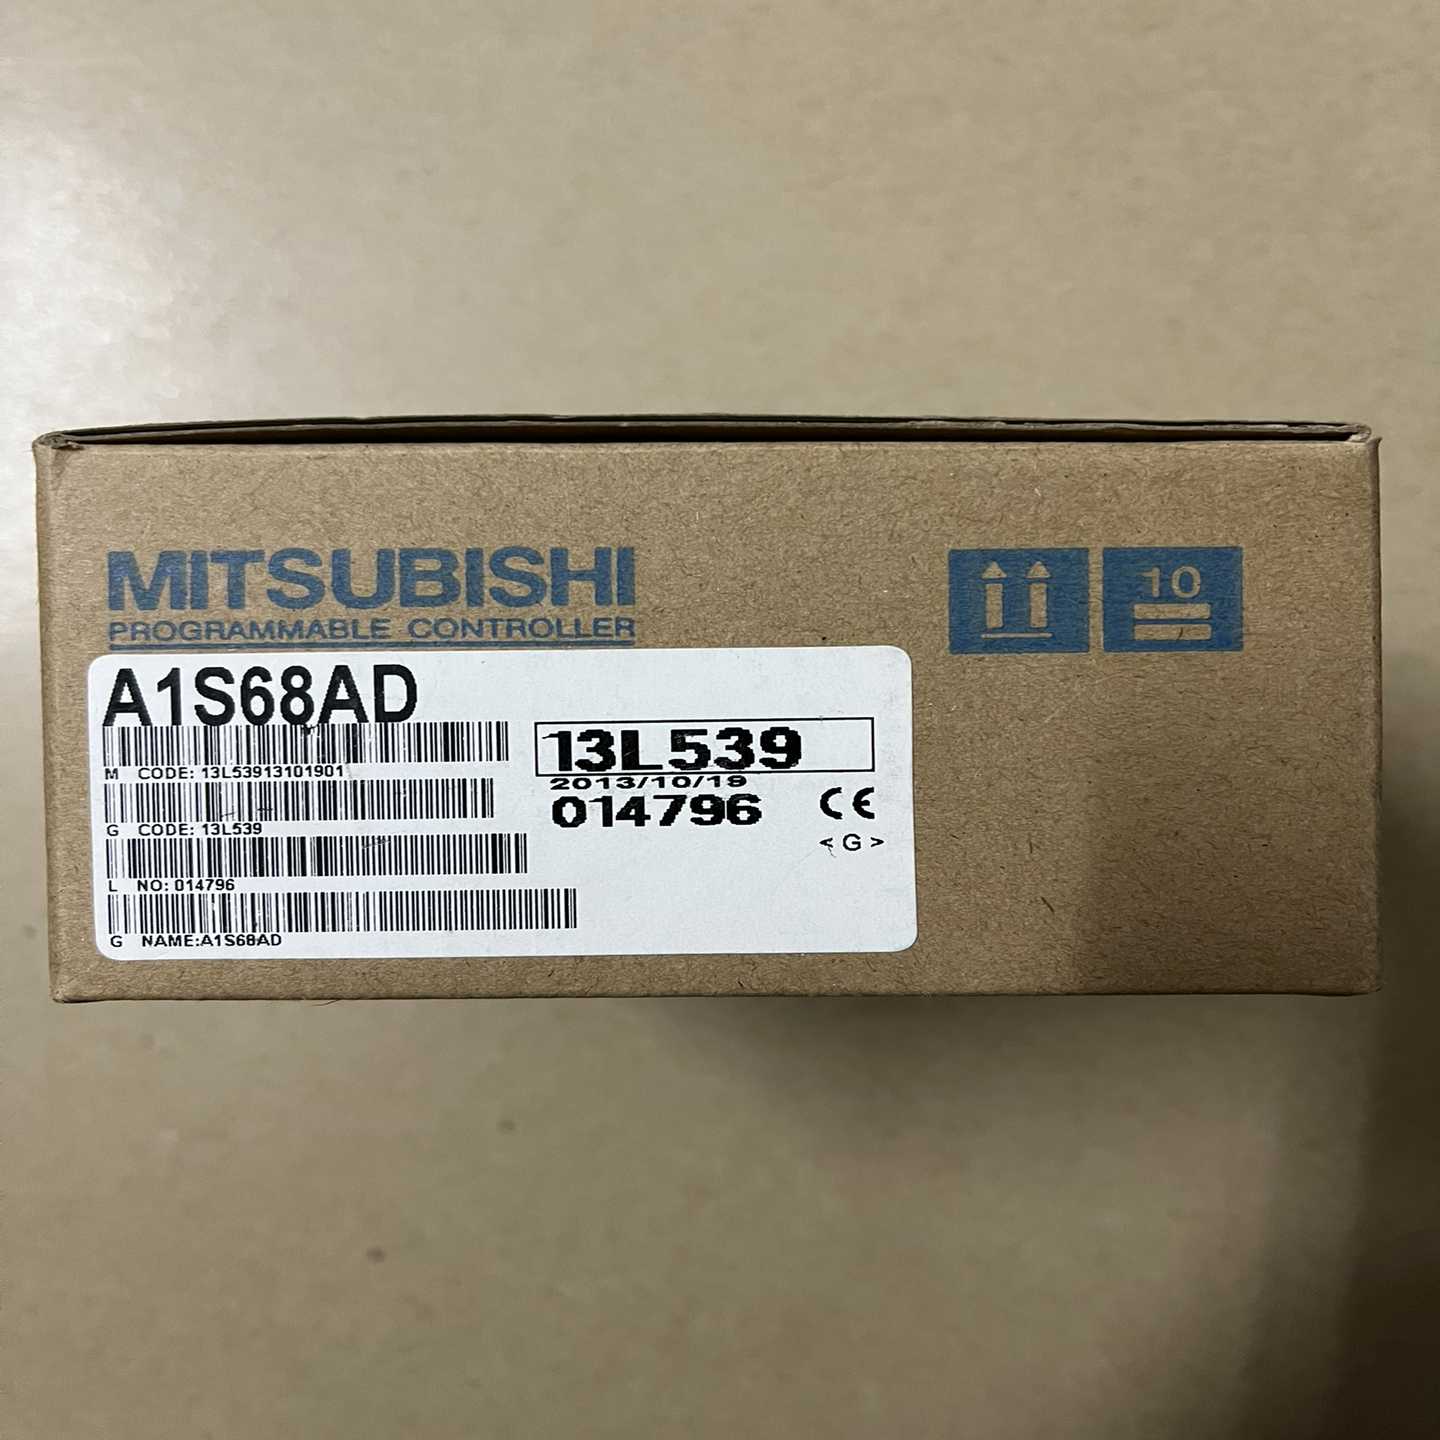 MITSUBISHI
PROGRAMMABLE CONTROLLER
10
A1S68AD
M CODE: 13L53913101901
G CODE: 13L539
L NO: 014796
G NAME:A1S68AD
13L539
2013/10/19
014796
CE
< G >